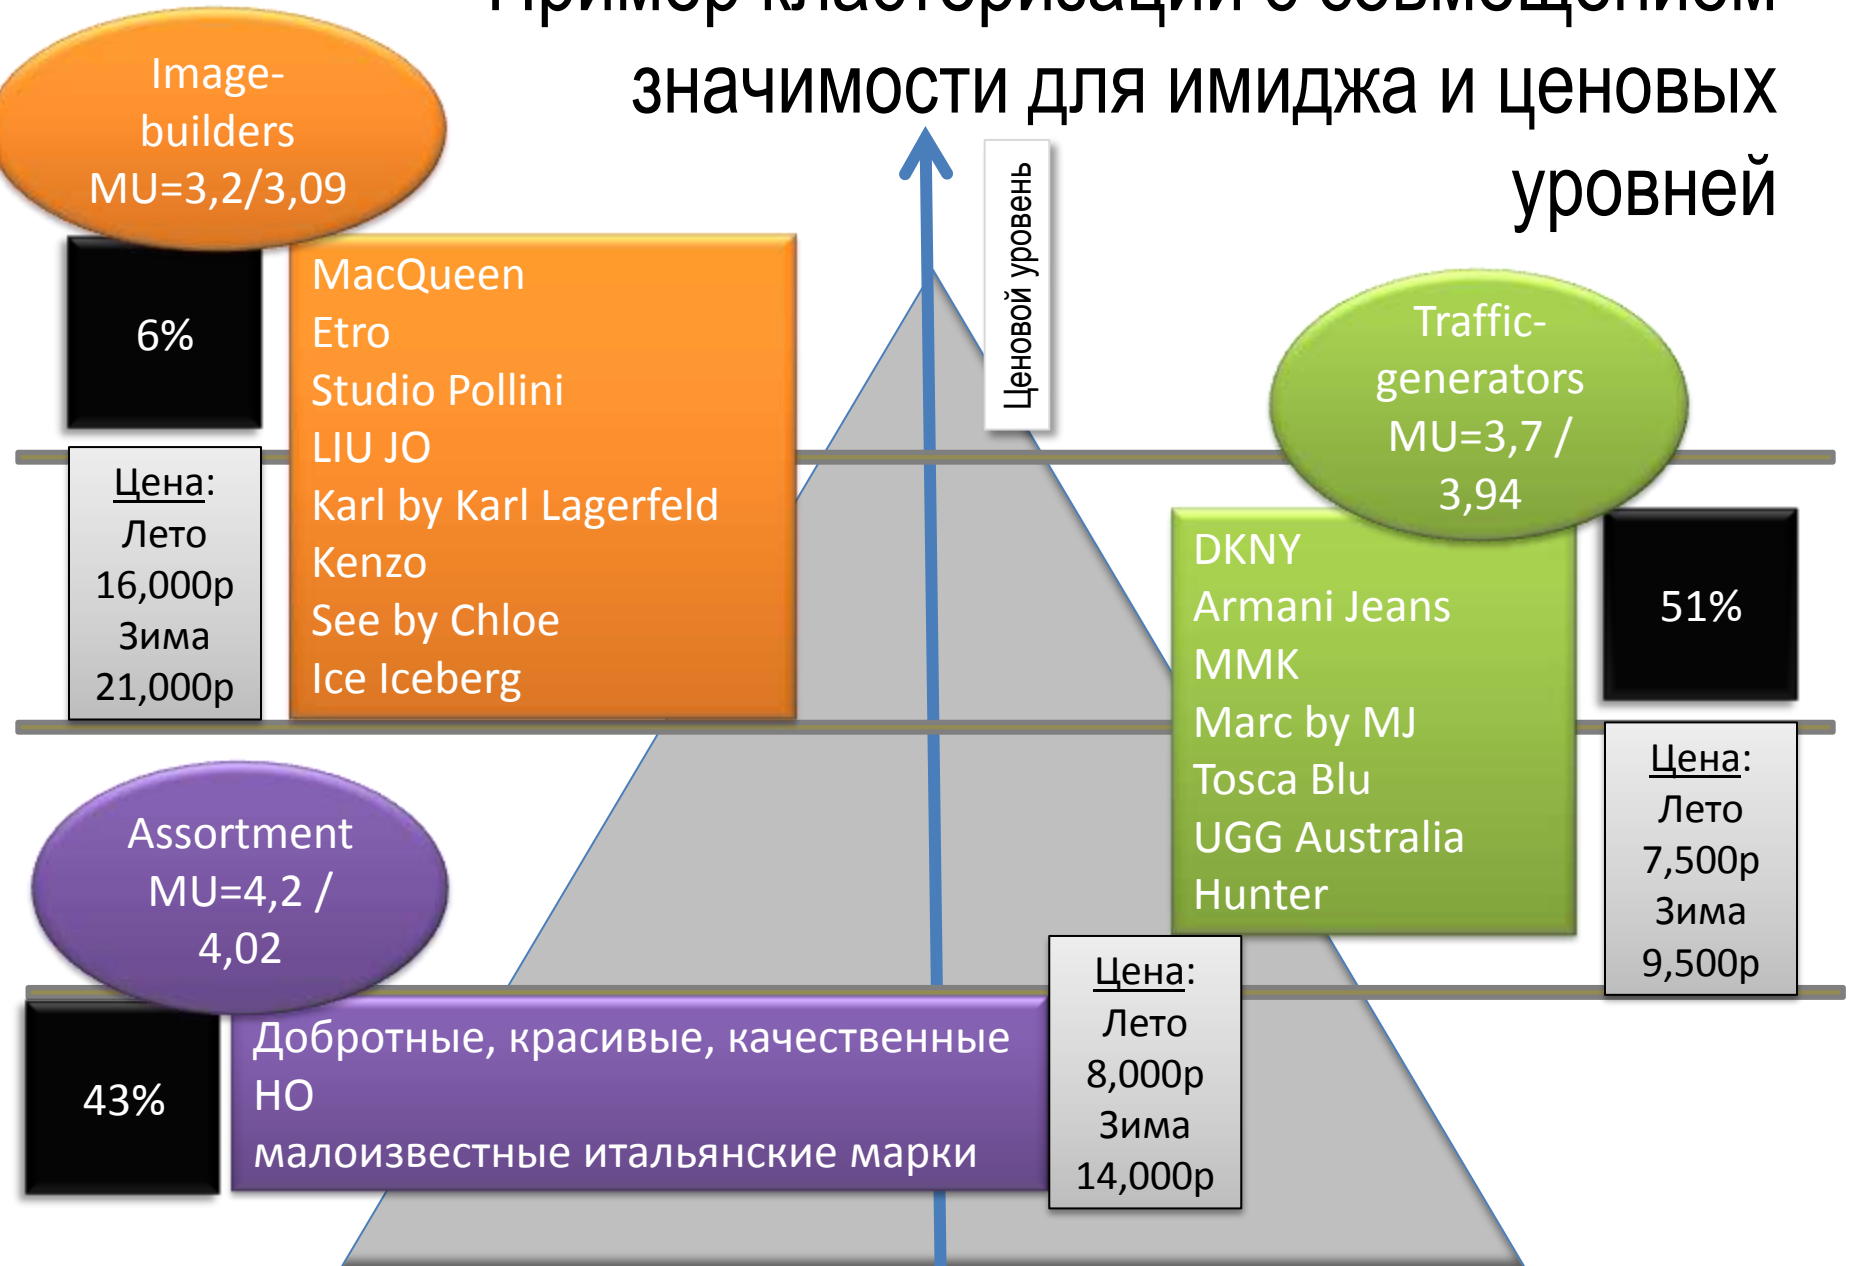 Пример кластеризации с совмещением
значимости для имиджа и ценовых
уровней
Image-
builders
MU=3,2/3,09
6%
Цена:
Лето
16,000р
Зима
21,000р
MacQueen
Etro
Studio Pollini
LIU JO
Karl by Karl Lagerfeld
Kenzo
See by Chloe
Ice Iceberg
Ценовой уровень
Traffic-
generators
MU=3,7 /
3,94
DKNY
Armani Jeans
MMK
Marc by MJ
Tosca Blu
UGG Australia
Hunter
51%
Цена:
Лето
7,500р
Зима
9,500р
Assortment
MU=4,2 /
4,02
43%
Добротные, красивые, качественные
НО
малоизвестные итальянские марки
Цена:
Лето
8,000р
Зима
14,000р